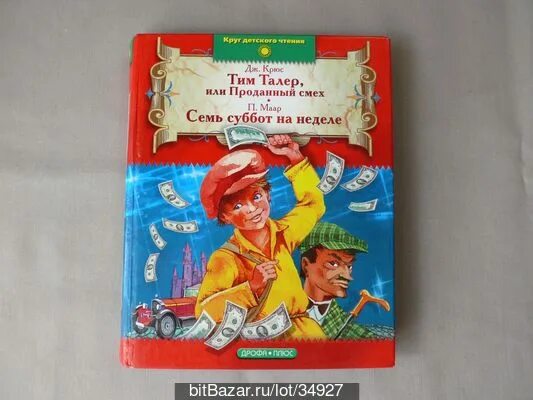 Круг детского чтения
Дж. Крюс
Тим Талер,
или Проданный смех
П. Маар
Семь суббот на неделе
ДРОФА • ПЛЮС
bitBazar.ru/lot/34927